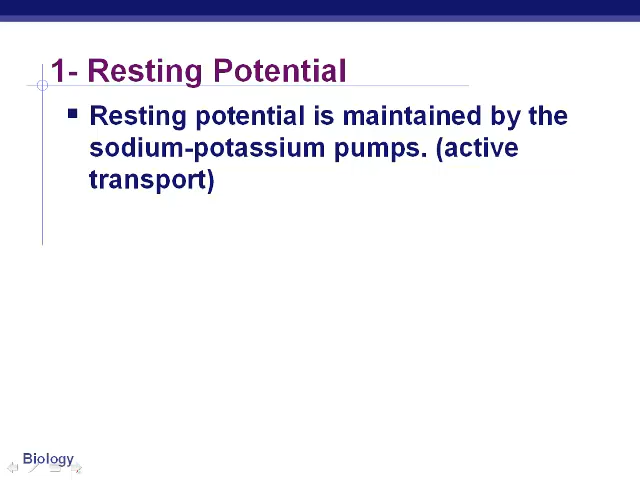 1- Resting Potential
Resting potential is maintained by the
sodium-potassium pumps. (active
transport)
Biology